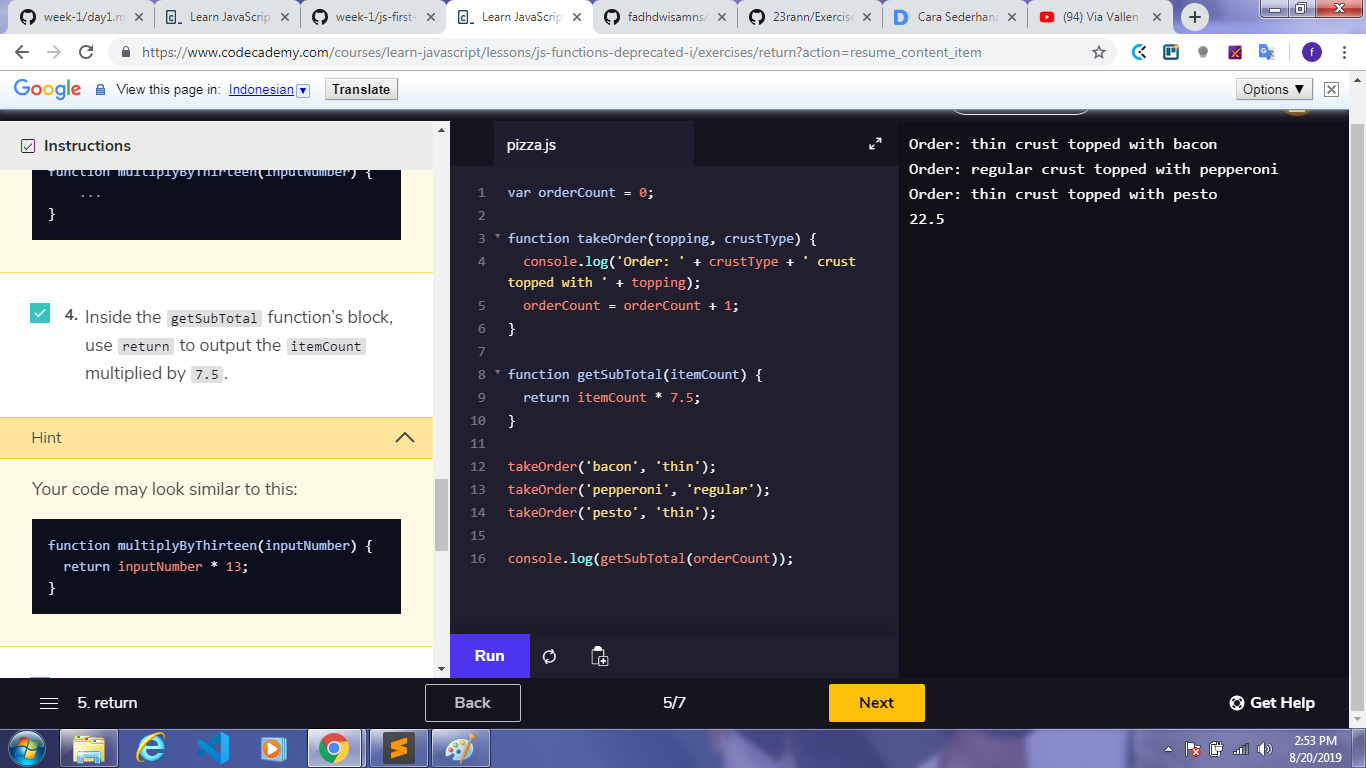 week-1/day1.m
Learn JavaScrip
week-1/js-first-
Learn JavaScrip
fadhdwisamns/
23rann/Exercise
Cara Sederhana
(94) Via Vallen
https://www.codecademy.com/courses/learn-javascript/lessons/js-functions-deprecated-i/exercises/return?action=resume_content_item
f
Google View this page in: Indonesian Translate Options ▼
Instructions
function multiplyByThirteen(inputNumber) {
...
}
4. Inside the getSubTotal function's block,
use return to output the itemCount
multiplied by 7.5 .
Hint
Your code may look similar to this:
function multiplyByThirteen(inputNumber) {
return inputNumber * 13;
}
pizza.js
1 var orderCount = 0;
2
3 function takeOrder(topping, crustType) {
4 console.log('Order: ' + crustType + ' crust
topped with ' + topping);
5 orderCount = orderCount + 1;
6 }
7
8 function getSubTotal(itemCount) {
9 return itemCount * 7.5;
10 }
11
12 takeOrder('bacon', 'thin');
13 takeOrder('pepperoni', 'regular');
14 takeOrder('pesto', 'thin');
15
16 console.log(getSubTotal(orderCount));
Order: thin crust topped with bacon
Order: regular crust topped with pepperoni
Order: thin crust topped with pesto
22.5
Run
5. return
Back
5/7
Next
Get Help
2:53 PM
8/20/2019